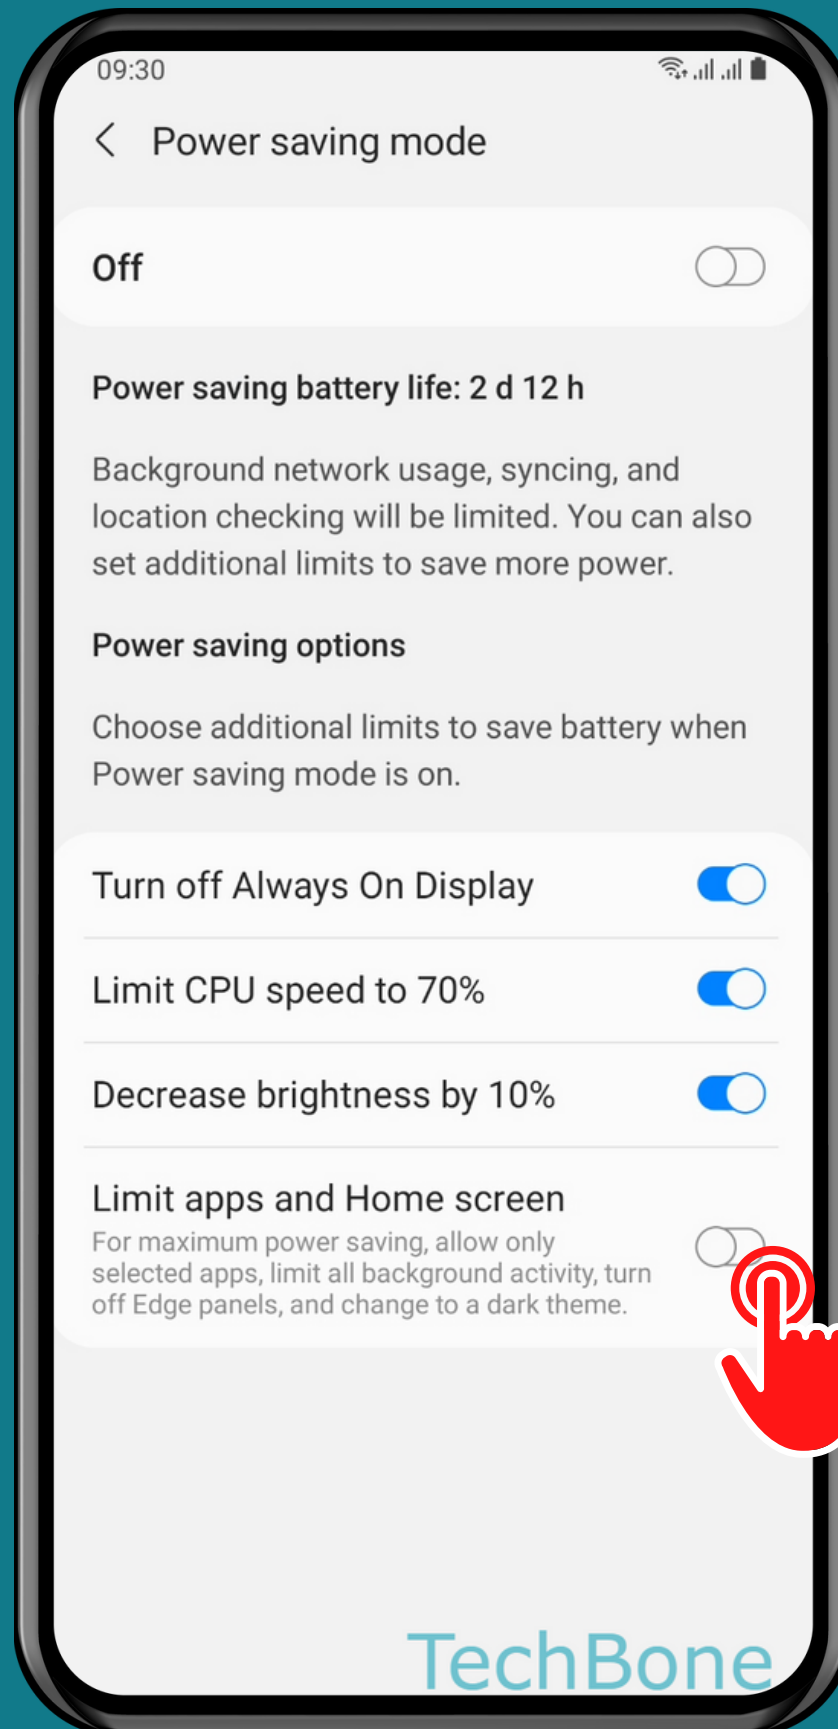 09:30
Power saving mode
Off
Power saving battery life: 2 d 12 h
Background network usage, syncing, and
location checking will be limited. You can also
set additional limits to save more power.
Power saving options
Choose additional limits to save battery when
Power saving mode is on.
Turn off Always On Display
Limit CPU speed to 70%
Decrease brightness by 10%
Limit apps and Home screen
For maximum power saving, allow only
selected apps, limit all background activity, turn
off Edge panels, and change to a dark theme.
TechBone